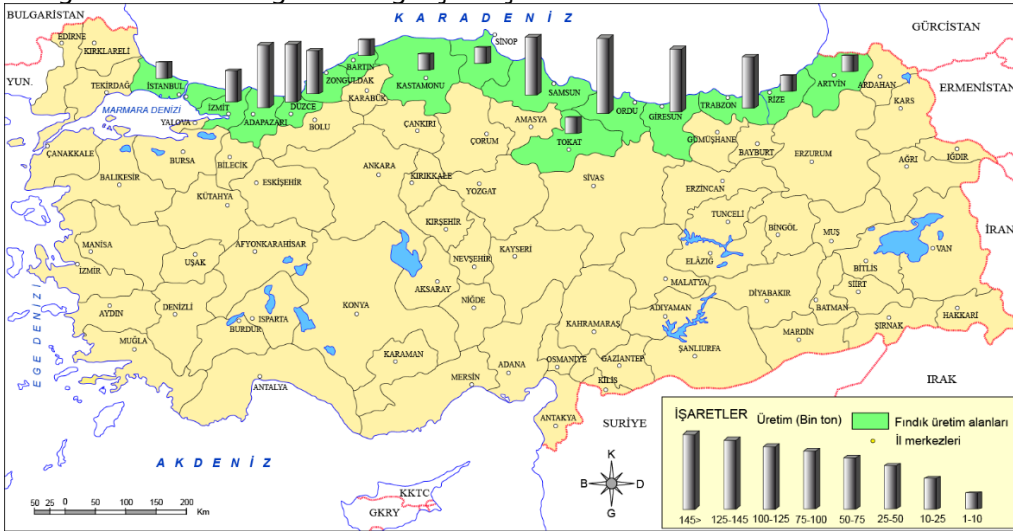 BULGARİSTAN
K A R A D E N İ Z
GÜRCİSTAN
EDİRNE
KIRKLARELİ
SİNOP
YUN.
TEKİRDAĞ
İSTANBUL
BARTIN
ZONGULDAK
KASTAMONU
SAMSUN
ARTVİN
ARDAHAN
ERMENİSTAN
MARMARA DENİZİ
İZMİT
DÜZCE
KARABÜK
ORDU
GİRESUN
TRABZON
RİZE
KARS
YALOVA
ADAPAZARI
BOLU
ÇANKIRI
AMASYA
TOKAT
GÜMÜŞHANE
BAYBURT
ÇANAKKALE
BURSA
BİLECİK
ÇORUM
ERZURUM
AĞRI
IĞDIR
BALIKESİR
ESKİŞEHİR
ANKARA
KIRIKKALE
YOZGAT
SİVAS
ERZİNCAN
KÜTAHYA
TUNCELİ
İRAN
MANİSA
UŞAK
AFYONKARAHİSAR
KIRŞEHİR
NEVŞEHİR
KAYSERİ
BİNGÖL
MUŞ
VAN
İZMİR
ELÂZIĞ
BİTLİS
AKSARAY
MALATYA
SİİRT
AYDIN
DENİZLİ
ISPARTA
BURDUR
KONYA
NİĞDE
ADIYAMAN
DİYABAKIR
BATMAN
HAKKARİ
E G E D E N İ Z İ
MUĞLA
KAHRAMARAŞ
MARDİN
ŞIRNAK
KARAMAN
ADANA
OSMANİYE
GAZİANTEP
ŞANLIURFA
ANTALYA
MERSİN
KİLİS
IRAK
ANTAKYA
SURİYE
A K D E N İ Z
KKTC
GKRY
K
B D
G
50 25 0 50 100 150 200
Km
İŞARETLER Üretim (Bin ton) Fındık üretim alanları
İl merkezleri
145> 125-145 100-125 75-100 50-75 25-50 10-25 1-10